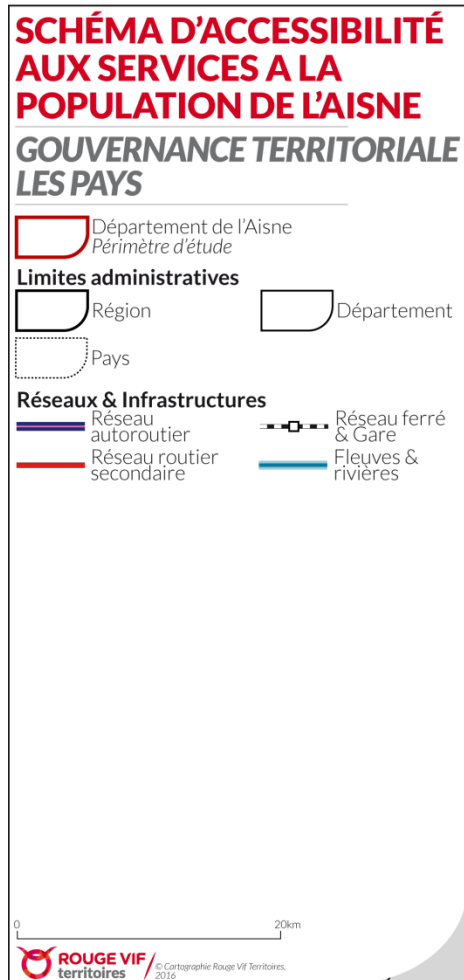 SCHÉMA D'ACCESSIBILITÉ
AUX SERVICES A LA
POPULATION DE L'AISNE
GOUVERNANCE TERRITORIALE
LES PAYS
Département de l'Aisne
Périmètre d'étude
Limites administratives
Région
Département
Pays
Réseaux & Infrastructures
Réseau
autoroutier
Réseau ferré
& Gare
Réseau routier
secondaire
Fleuves &
rivières
0
20km
ROUGE VIF
territoires
© Cartographie Rouge Vif Territoires,
2016